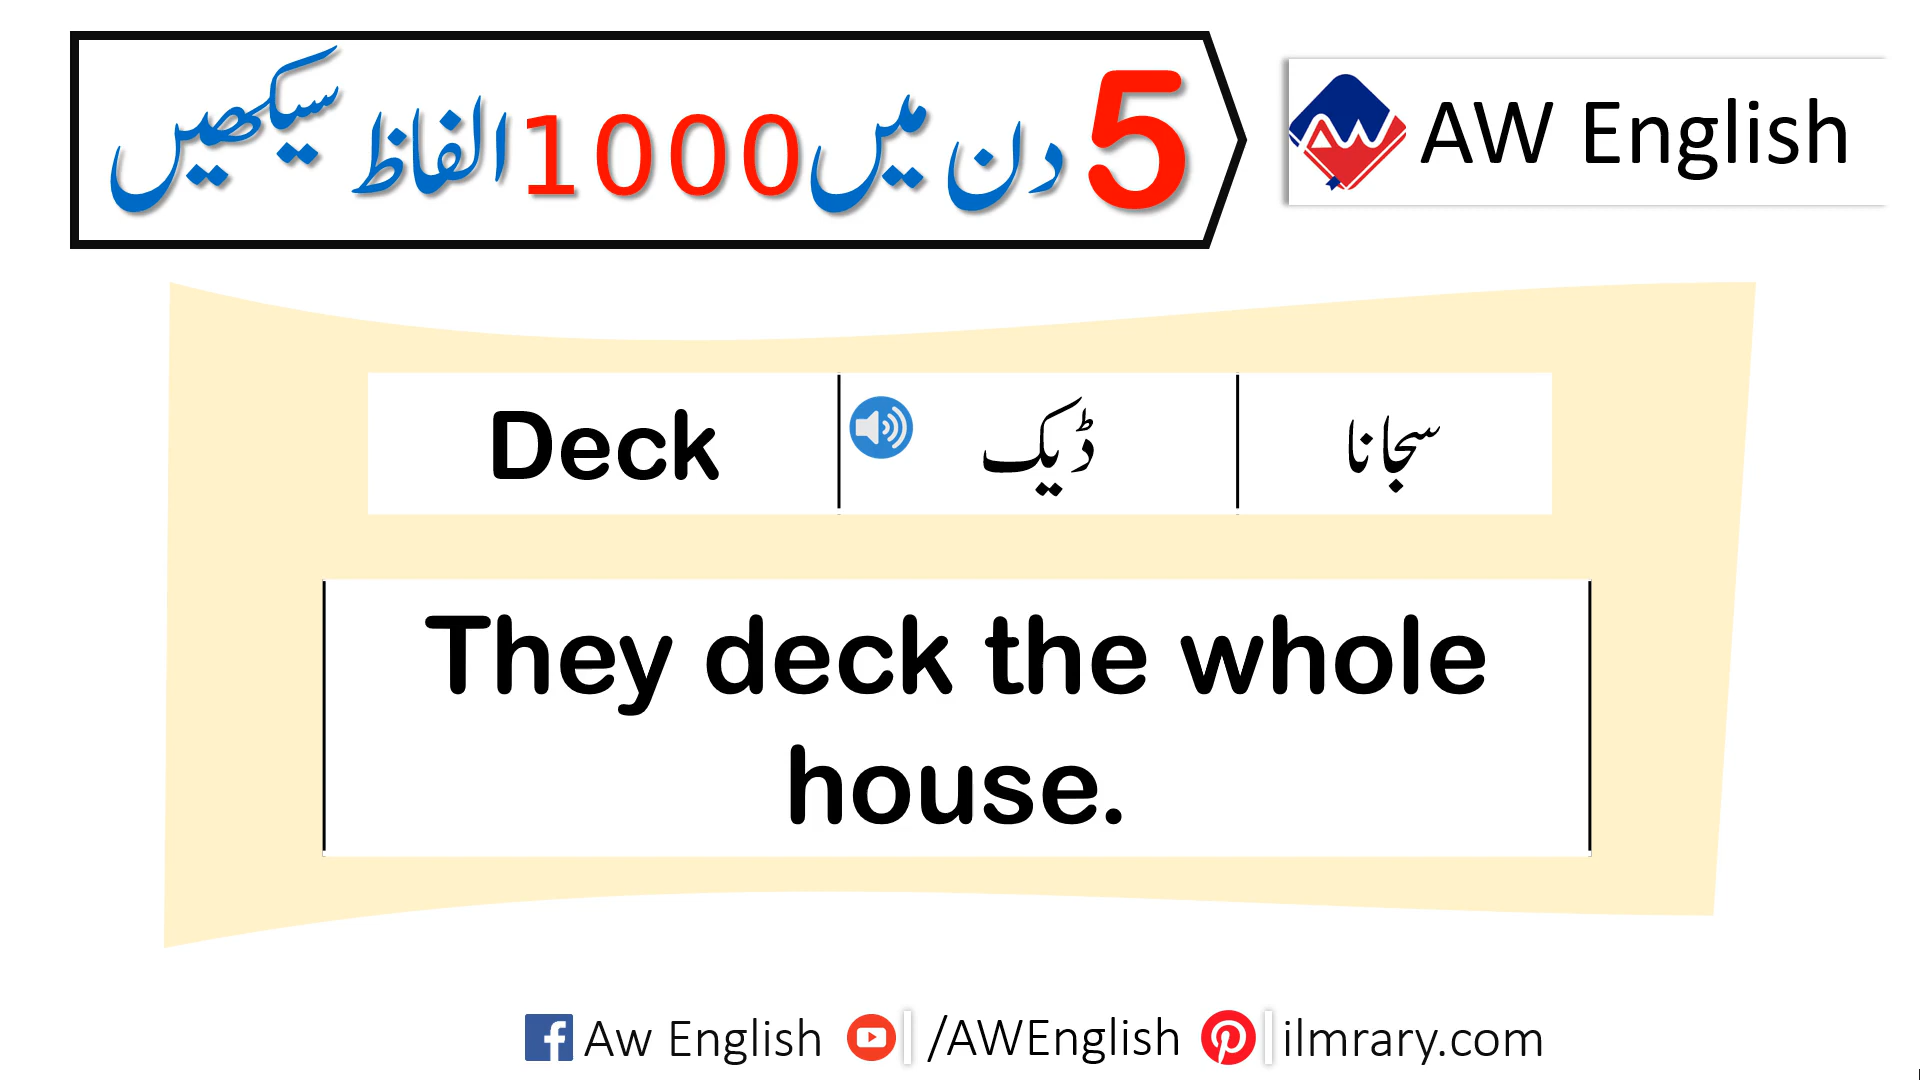 5 دن میں 1000 الفاظ سیکھیں
AW English
Deck ڈیک سجانا
They deck the whole
house.
Aw English /AWEnglish ilmrary.com